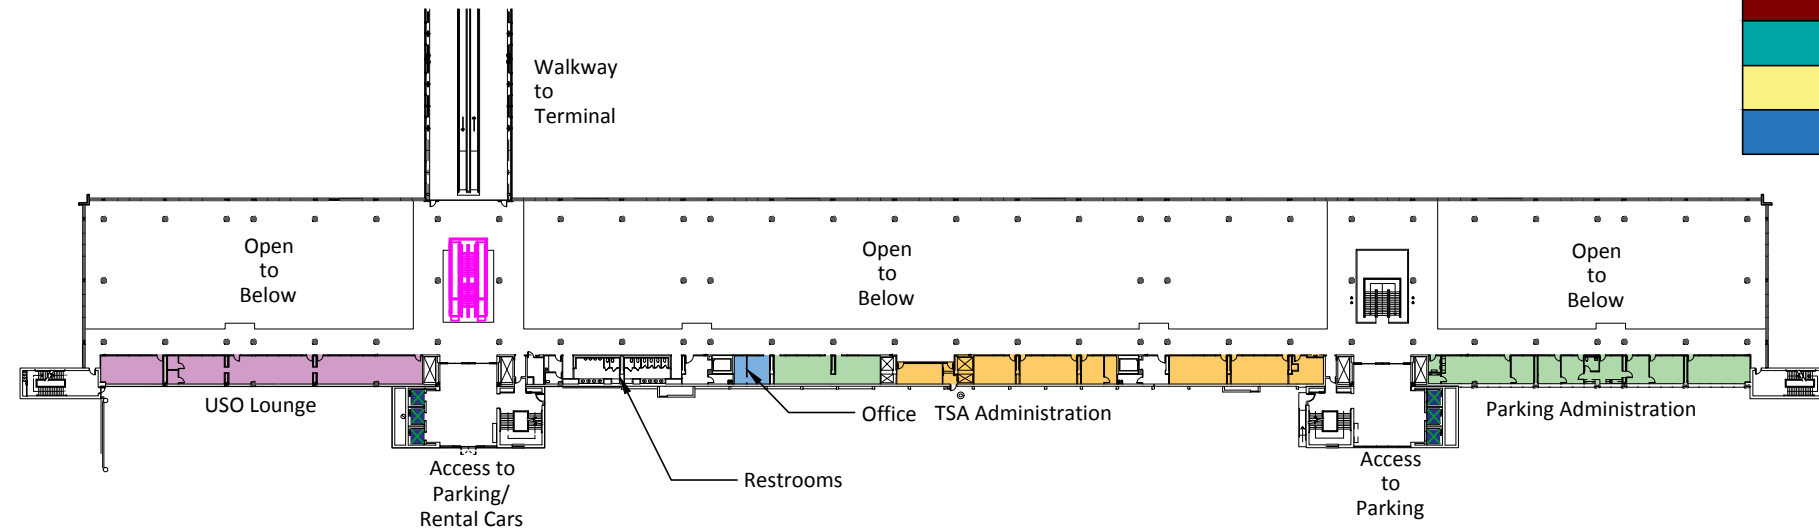 Walkway
to
Terminal
Open
to
Below
Open
to
Below
Open
to
Below
USO Lounge
Office
TSA Administration
Parking Administration
Access to
Parking/
Rental Cars
Restrooms
Access
to
Parking